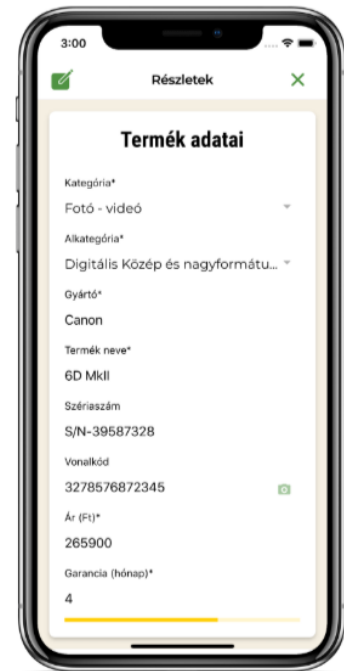 3:00
Részletek
Termék adatai
Kategória*
Fotó - videó
Alkategória*
Digitális Közép és nagyformátu...
Gyártó*
Canon
Termék neve*
6D MkII
Szériaszám
S/N-39587328
Vonalkód
3278576872345
Ár (Ft)*
265900
Garancia (hónap)*
4